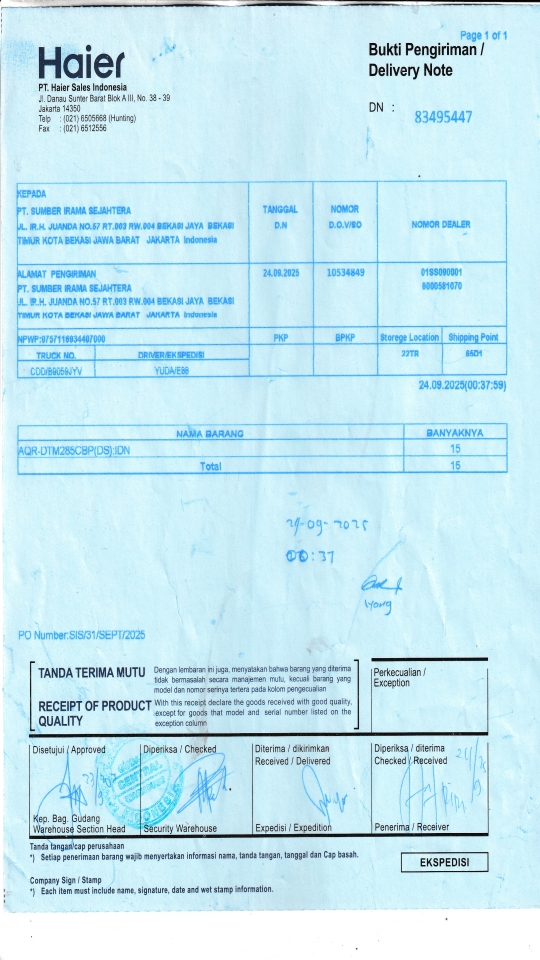 Page 1 of 1
Haier
Bukti Pengiriman /
Delivery Note
PT. Haier Sales Indonesia
Jl. Danau Sunter Barat Blok A III, No. 38 - 39
Jakarta 14350
Telp : (021) 6505668 (Hunting)
Fax : (021) 6512556
DN : 83495447
KEPADA
PT. SUMBER IRAMA SEJAHTERA
JL. IR.H. JUANDA NO.57 RT.003 RW.004 BEKASI JAYA BEKASI
TIMUR KOTA BEKASI JAWA BARAT JAKARTA Indonesia
TANGGAL
D.N
NOMOR
D.O.V/SO
NOMOR DEALER
ALAMAT PENGIRIMAN
PT. SUMBER IRAMA SEJAHTERA
JL. IR.H. JUANDA NO.57 RT.003 RW.004 BEKASI JAYA BEKASI
TIMUR KOTA BEKASI JAWA BARAT JAKARTA Indonesia
24.09.2025
10534849
01SS090001
8000581070
NPWP:0757116934407000
PKP
BPKP
Storege Location
Shipping Point
TRUCK NO.
DRIVER/EKSPEDISI
22TR
65D1
CDD/B9059JYV
YUDA/E68
24.09.2025(00:37:59)
NAMA BARANG
BANYAKNYA
AQR-DTM285CBP(DS);IDN
15
Total
15
24-09-2025
Iyong
PO Number:SIS/31/SEPT/2025
TANDA TERIMA MUTU
Dengan lembaran ini juga, menyatakan bahwa barang yang diterima
tidak bermasalah secara manajemen mutu, kecuali barang yang
model dan nomor serinya tertera pada kolom pengecualian
RECEIPT OF PRODUCT
QUALITY
With this receipt declare the goods received with good quality,
except for goods that model and serial number listed on the
exception column
Perkecualian /
Exception
Disetujui / Approved
Kep. Bag. Gudang
Warehouse Section Head
Diperiksa / Checked
Security Warehouse
Diterima / dikirimkan
Received / Delivered
Expedisi / Expedition
Diperiksa / diterima
Checked / Received
Penerima / Receiver
Tanda tangan/cap perusahaan
*) Setiap penerimaan barang wajib menyertakan informasi nama, tanda tangan, tanggal dan Cap basah.
EKSPEDISI
Company Sign / Stamp
*) Each item must include name, signature, date and wet stamp information.